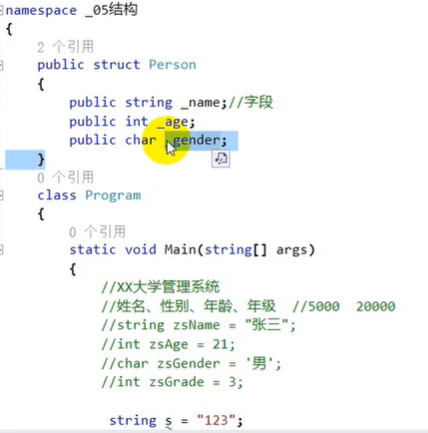 namespace _05结构
{
2 个引用
public struct Person
{
public string _name;//字段
public int _age;
public char _gender;
}
0 个引用
class Program
{
0 个引用
static void Main(string[] args)
{
//XX大学管理系统
//姓名、性别、年龄、年级  //5000  20000
//string zsName = "张三";
//int zsAge = 21;
//char zsGender = '男';
//int zsGrade = 3;
string s = "123";